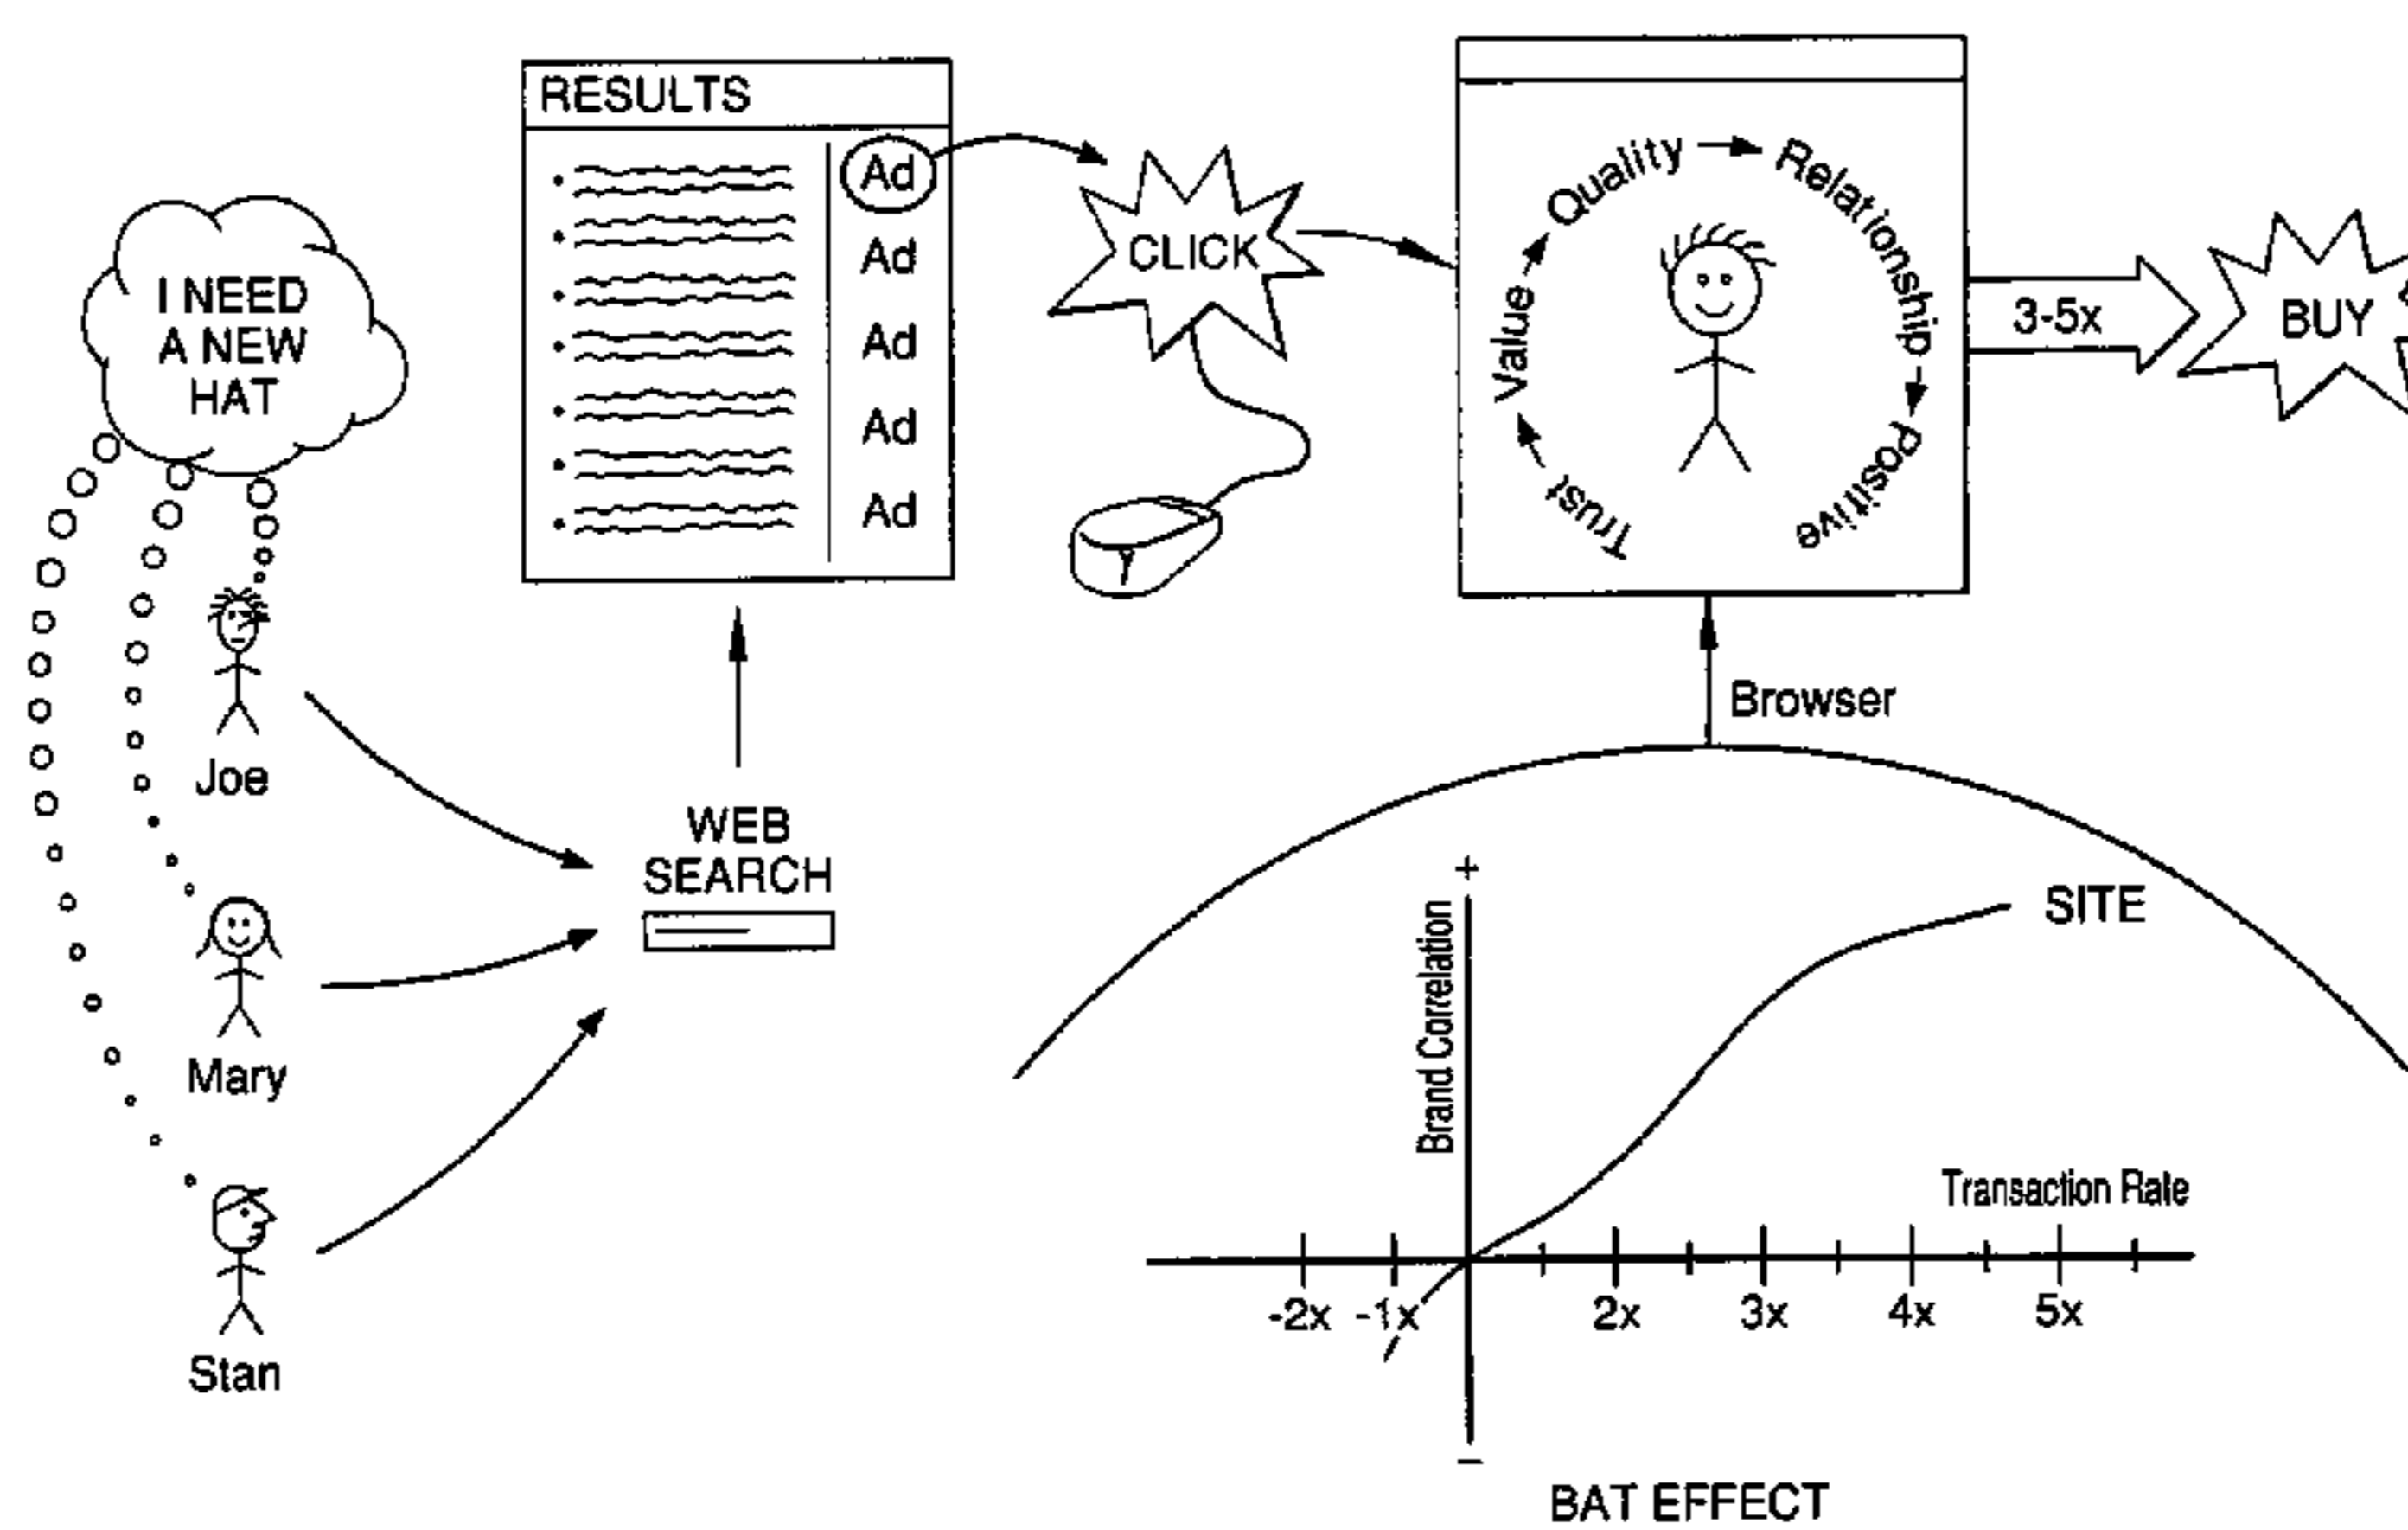 I NEED
A NEW
HAT
Joe
Mary
Stan
WEB
SEARCH
RESULTS
Ad
Ad
Ad
Ad
Ad
CLICK
Trust
Value
Quality
Relationship
Positive
3-5x
BUY
Browser
+
Brand Correlation
SITE
Transaction Rate
-2x -1x 2x 3x 4x 5x
–
BAT EFFECT